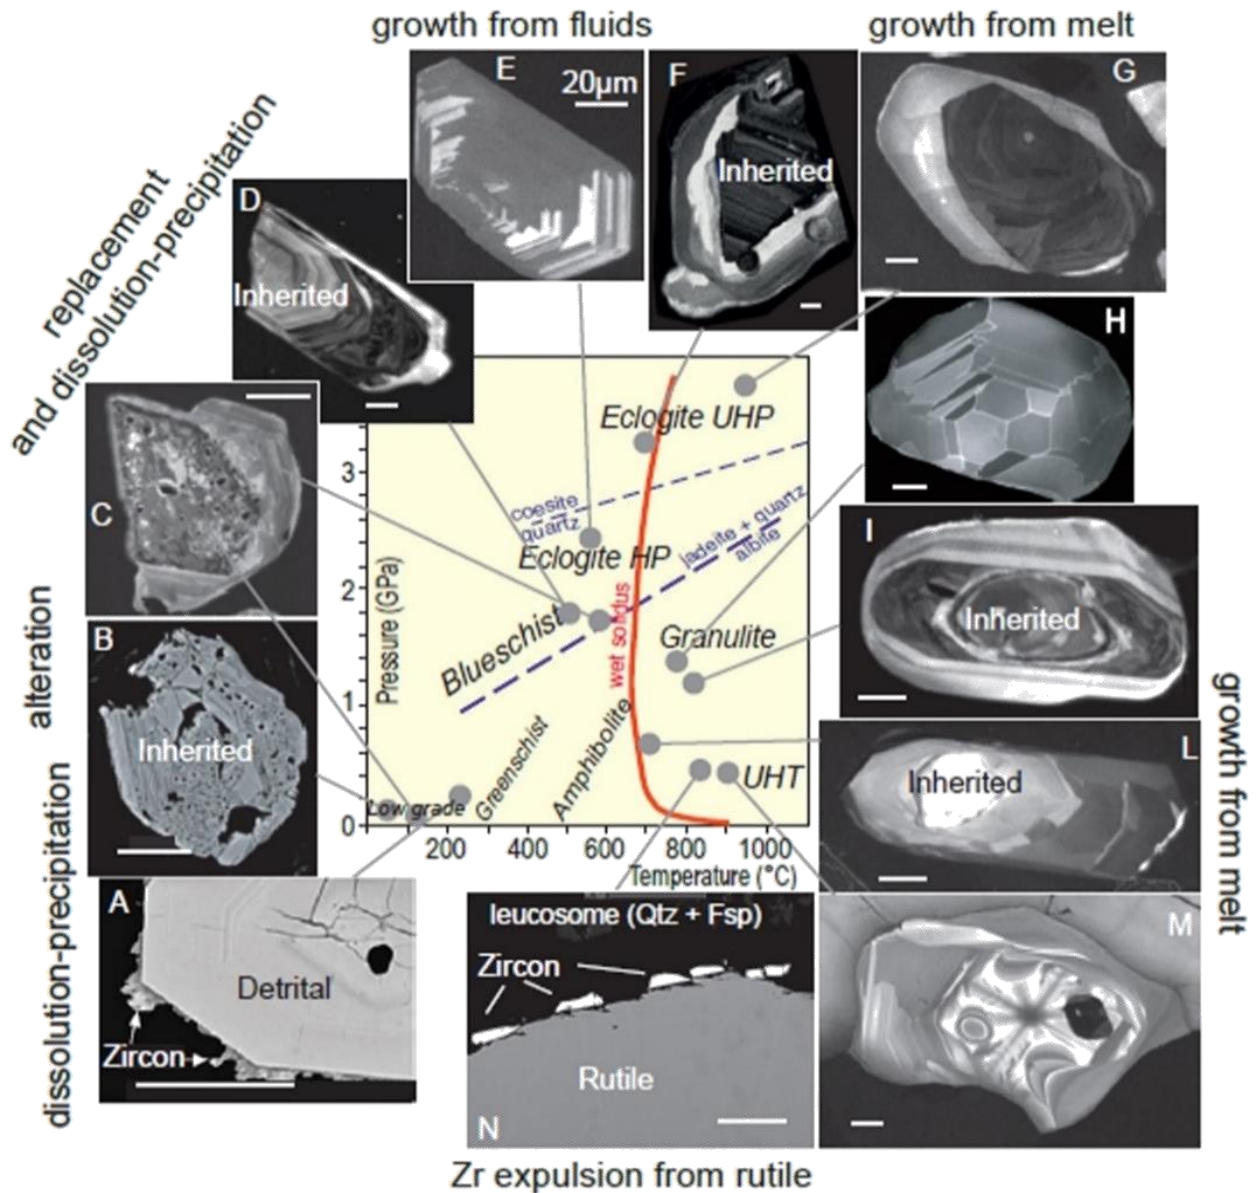 growth from fluids
growth from melt
E
20µm
F
Inherited
G
replacement
and dissolution-precipitation
D
Inherited
H
C
Eclogite UHP
coesite
quartz
Eclogite HP
jadeite + quartz
albite
I
Inherited
3
2
1
0
Pressure (GPa)
Blueschist
wet solidus
Granulite
alteration
B
Inherited
Low grade
Greenschist
Amphibolite
UHT
L
Inherited
growth from melt
200
400
600
800
1000
Temperature (°C)
dissolution-precipitation
A
Detrital
Zircon
leucosome (Qtz + Fsp)
Zircon
Rutile
N
M
Zr expulsion from rutile